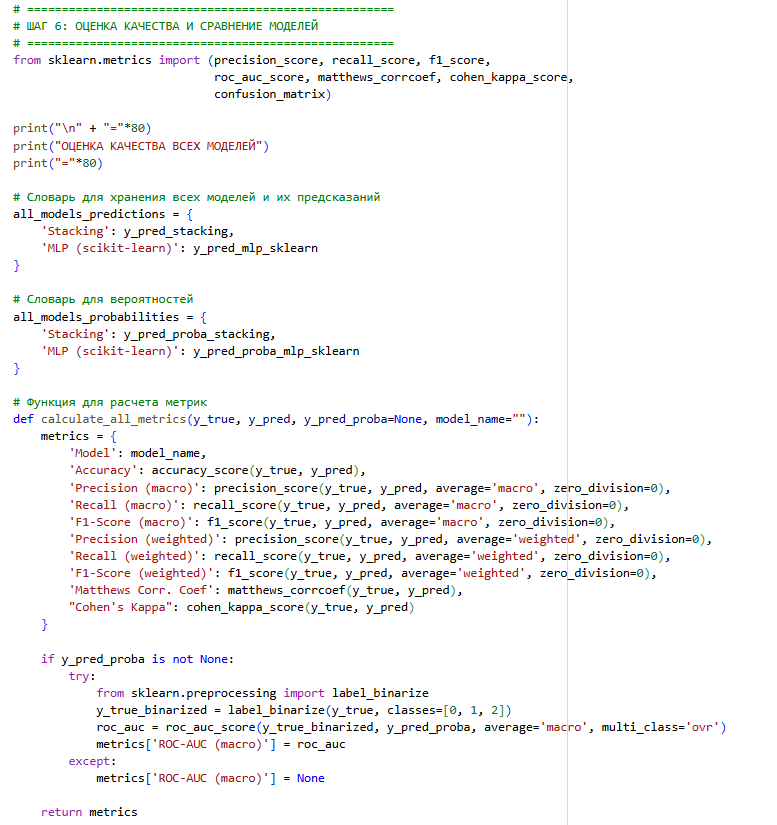 # =====================================================
# ШАГ 6: ОЦЕНКА КАЧЕСТВА И СРАВНЕНИЕ МОДЕЛЕЙ
# =====================================================
from sklearn.metrics import (precision_score, recall_score, f1_score,
                             roc_auc_score, matthews_corrcoef, cohen_kappa_score,
                             confusion_matrix)

print("\n" + "="*80)
print("ОЦЕНКА КАЧЕСТВА ВСЕХ МОДЕЛЕЙ")
print("="*80)

# Словарь для хранения всех моделей и их предсказаний
all_models_predictions = {
    'Stacking': y_pred_stacking,
    'MLP (scikit-learn)': y_pred_mlp_sklearn
}

# Словарь для вероятностей
all_models_probabilities = {
    'Stacking': y_pred_proba_stacking,
    'MLP (scikit-learn)': y_pred_proba_mlp_sklearn
}

# Функция для расчета метрик
def calculate_all_metrics(y_true, y_pred, y_pred_proba=None, model_name=""):
    metrics = {
        'Model': model_name,
        'Accuracy': accuracy_score(y_true, y_pred),
        'Precision (macro)': precision_score(y_true, y_pred, average='macro', zero_division=0),
        'Recall (macro)': recall_score(y_true, y_pred, average='macro', zero_division=0),
        'F1-Score (macro)': f1_score(y_true, y_pred, average='macro', zero_division=0),
        'Precision (weighted)': precision_score(y_true, y_pred, average='weighted', zero_division=0),
        'Recall (weighted)': recall_score(y_true, y_pred, average='weighted', zero_division=0),
        'F1-Score (weighted)': f1_score(y_true, y_pred, average='weighted', zero_division=0),
        'Matthews Corr. Coef': matthews_corrcoef(y_true, y_pred),
        "Cohen's Kappa": cohen_kappa_score(y_true, y_pred)
    }

    if y_pred_proba is not None:
        try:
            from sklearn.preprocessing import label_binarize
            y_true_binarized = label_binarize(y_true, classes=[0, 1, 2])
            roc_auc = roc_auc_score(y_true_binarized, y_pred_proba, average='macro', multi_class='ovr')
            metrics['ROC-AUC (macro)'] = roc_auc
        except:
            metrics['ROC-AUC (macro)'] = None

    return metrics